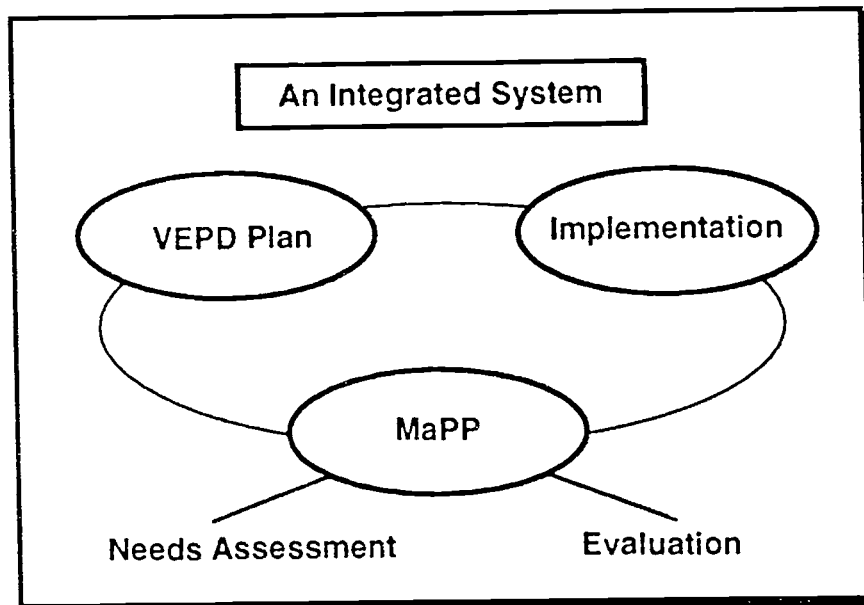 An Integrated System
VEPD Plan
Implementation
MaPP
Needs Assessment
Evaluation